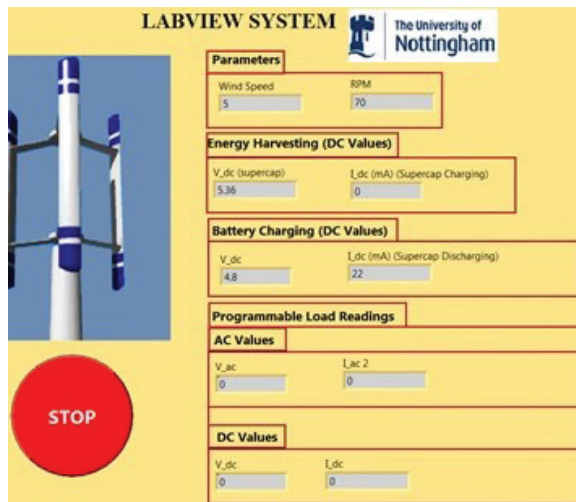 LABVIEW SYSTEM
The University of
Nottingham
Parameters
Wind Speed RPM
5 70
Energy Harvesting (DC Values)
V_dc (supercap) I_dc (mA) (Supercap Charging)
5.36 0
Battery Charging (DC Values)
V_dc I_dc (mA) (Supercap Discharging)
4.8 22
Programmable Load Readings
AC Values
V_ac I_ac 2
0 0
STOP
DC Values
V_dc I_dc
0 0